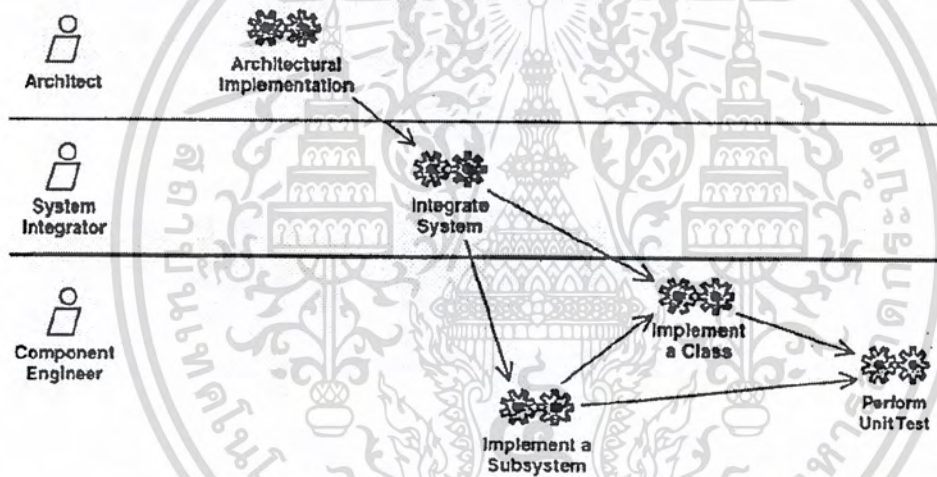 Architect
Architectural
Implementation
System
Integrator
Integrate
System
Component
Engineer
Implement
a Class
Implement a
Subsystem
Perform
Unit Test